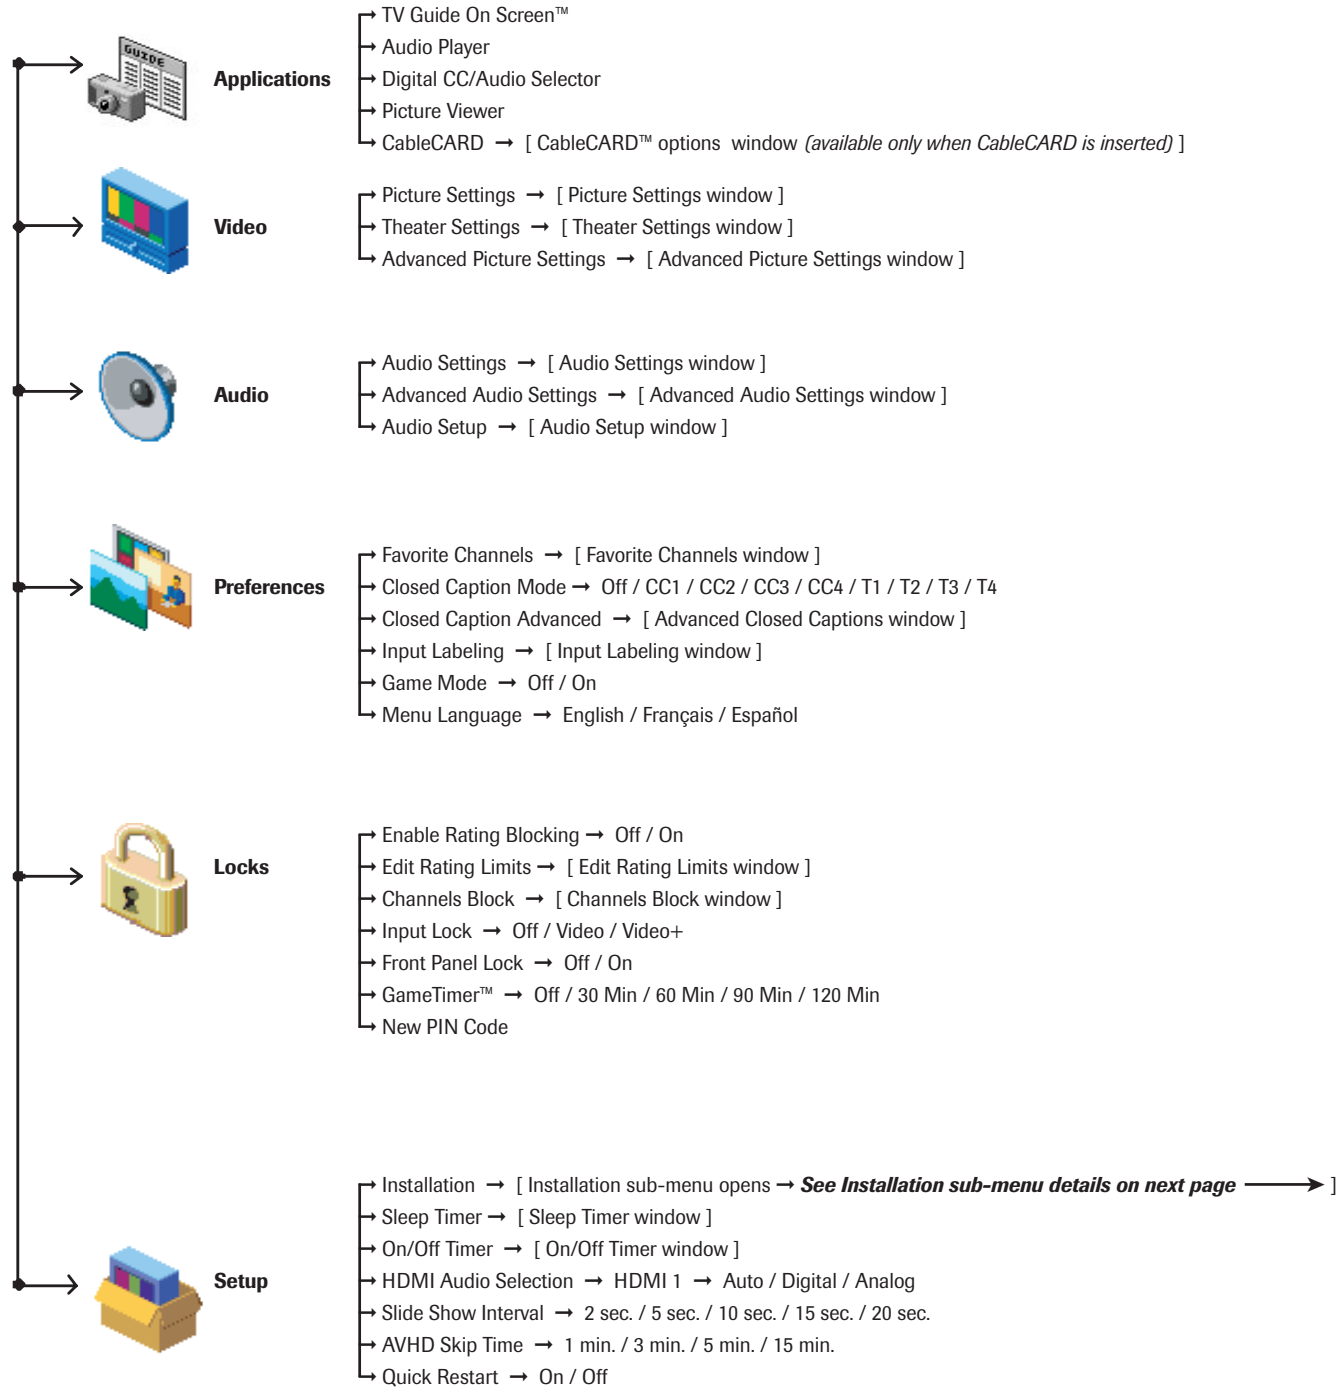 GUIDE
Applications
TV Guide On Screen™
Audio Player
Digital CC/Audio Selector
Picture Viewer
CableCARD → [ CableCARD™ options window (available only when CableCARD is inserted) ]
Video
Picture Settings → [ Picture Settings window ]
Theater Settings → [ Theater Settings window ]
Advanced Picture Settings → [ Advanced Picture Settings window ]
Audio
Audio Settings → [ Audio Settings window ]
Advanced Audio Settings → [ Advanced Audio Settings window ]
Audio Setup → [ Audio Setup window ]
Preferences
Favorite Channels → [ Favorite Channels window ]
Closed Caption Mode → Off / CC1 / CC2 / CC3 / CC4 / T1 / T2 / T3 / T4
Closed Caption Advanced → [ Advanced Closed Captions window ]
Input Labeling → [ Input Labeling window ]
Game Mode → Off / On
Menu Language → English / Français / Español
Locks
Enable Rating Blocking → Off / On
Edit Rating Limits → [ Edit Rating Limits window ]
Channels Block → [ Channels Block window ]
Input Lock → Off / Video / Video+
Front Panel Lock → Off / On
GameTimer™ → Off / 30 Min / 60 Min / 90 Min / 120 Min
New PIN Code
Setup
Installation → [ Installation sub-menu opens → See Installation sub-menu details on next page → ]
Sleep Timer → [ Sleep Timer window ]
On/Off Timer → [ On/Off Timer window ]
HDMI Audio Selection → HDMI 1 → Auto / Digital / Analog
Slide Show Interval → 2 sec. / 5 sec. / 10 sec. / 15 sec. / 20 sec.
AVHD Skip Time → 1 min. / 3 min. / 5 min. / 15 min.
Quick Restart → On / Off